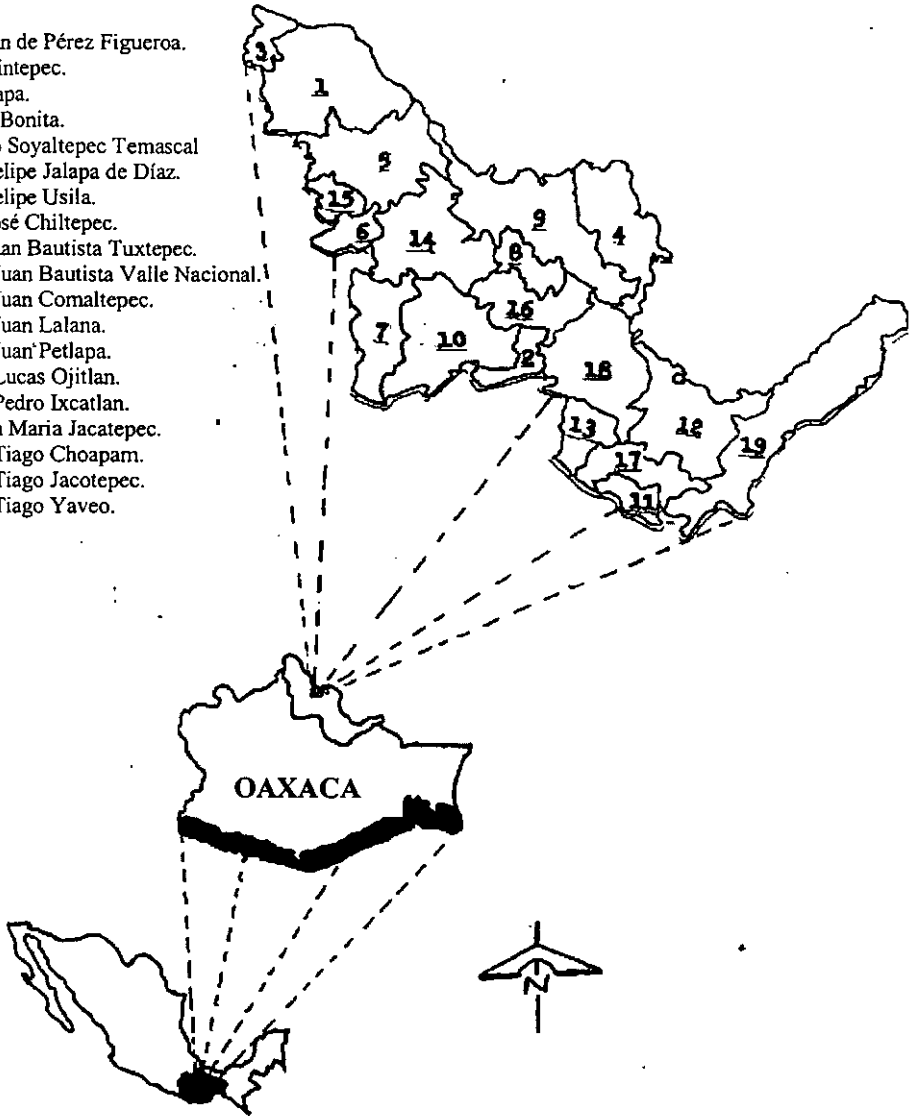 n de Pérez Figueroa.
intepec.
apa.
Bonita.
o Soyaltepec Temascal
elipe Jalapa de Díaz.
elipe Usila.
osé Chiltepec.
uan Bautista Tuxtepec.
Juan Bautista Valle Nacional.
Juan Comaltepec.
Juan Lalana.
Juan Petlapa.
Lucas Ojitlan.
Pedro Ixcatlan.
a Maria Jacatepec.
Tiago Choapam.
Tiago Jacotepec.
Tiago Yaveo.
3
1
5
15
6
14
9
4
8
7
10
16
2
18
13
12
19
17
11
OAXACA
N